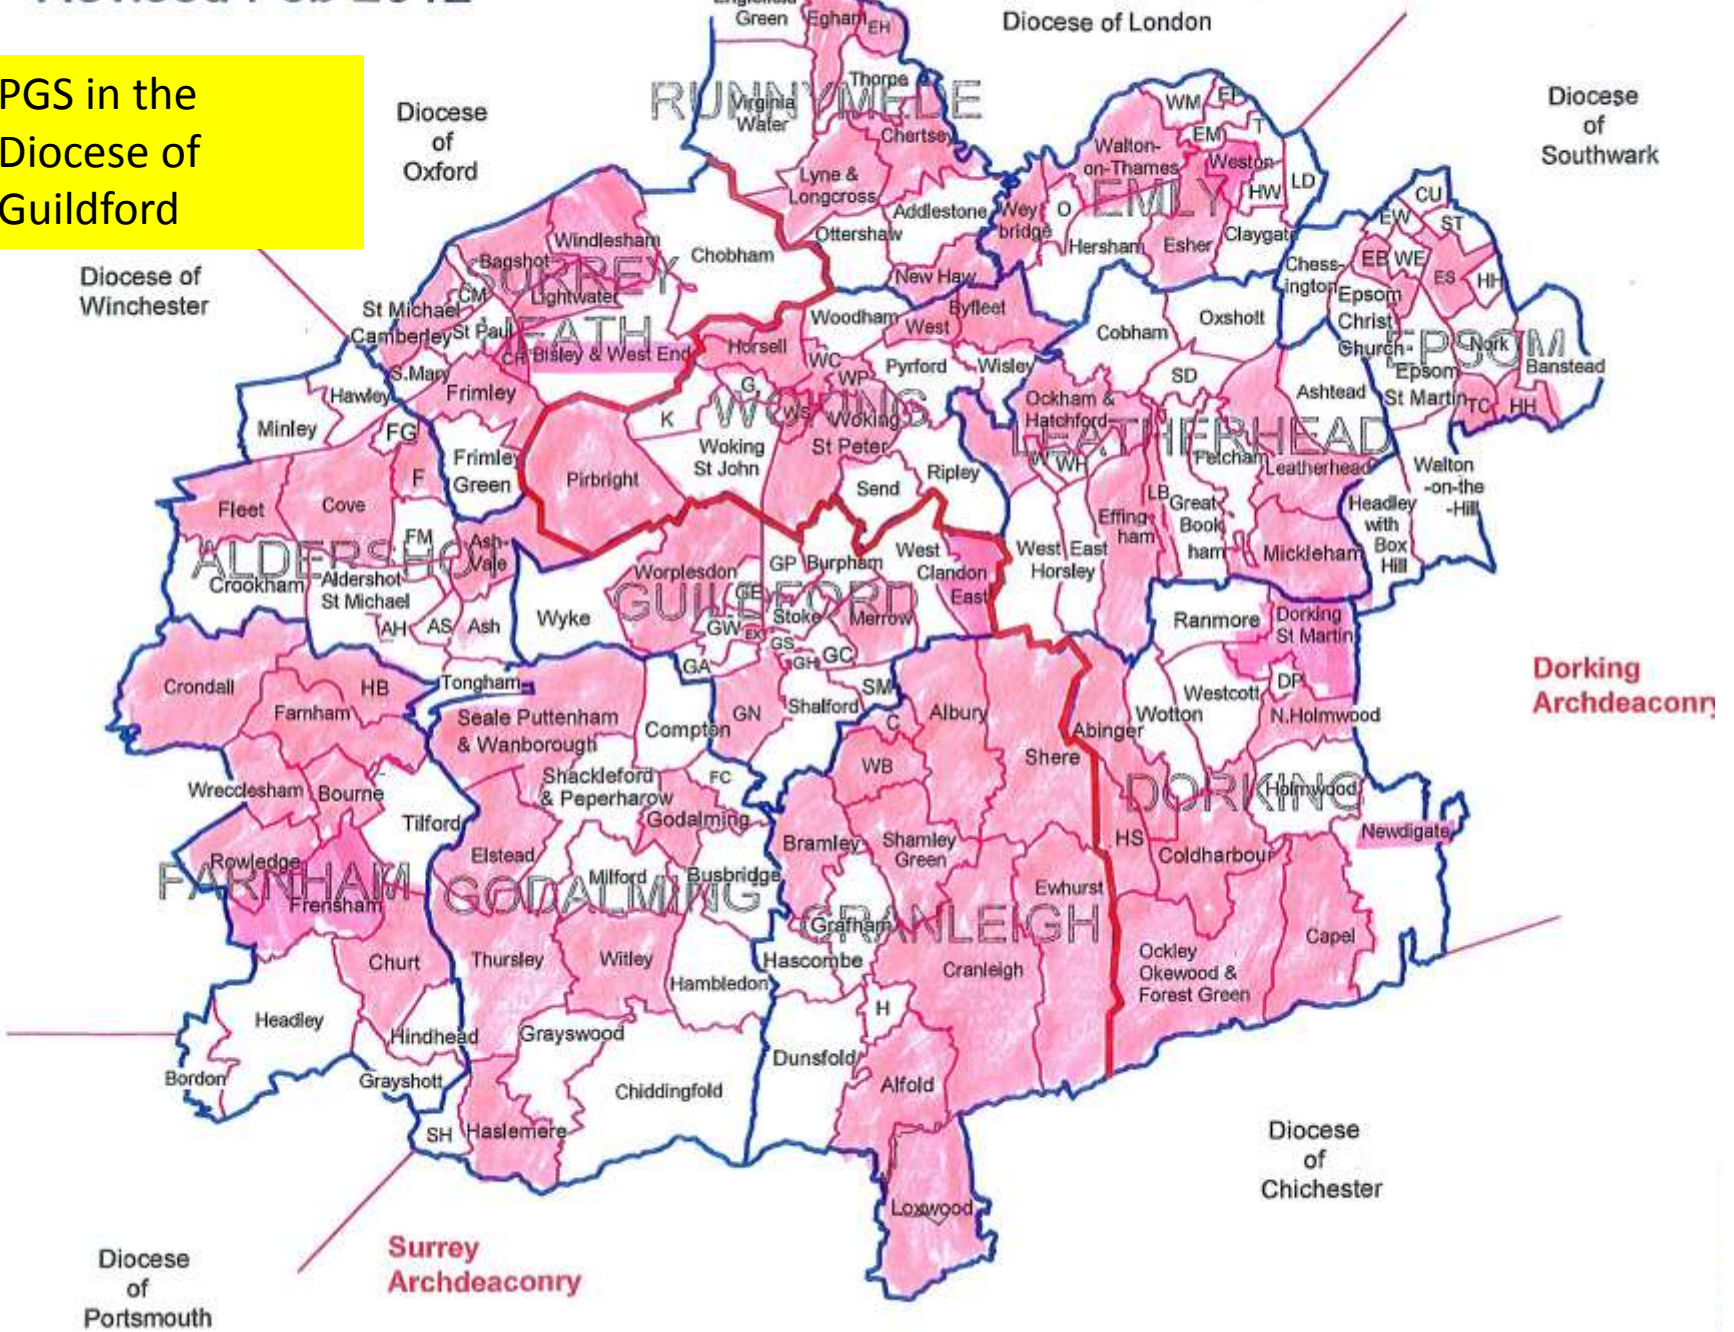 PGS in the
Diocese of
Guildford
Diocese of London
Diocese
of
Oxford
Diocese
of
Southwark
Diocese of
Winchester
Green
Egham
EH
RUNNYMEDE
Thorpe
Virginia
Water
Chertsey
Lyne &
Longcross
Addlestone
Ottershaw
New Haw
WM
EM
T
Walton-
on-Thames
Weston
HW
LD
EMLY
Wey
bridge
O
Hersham
Esher
Claygate
CU
EW
ST
EB
WE
ES
HH
Chess-
ington
Epsom
Christ
Church
EPSOM
Nork
Banstead
Epsom
St Martin
TC
HH
Walton
-on-the
-Hill
Windlesham
Bagshot
SURREY
HEATH
Chobham
CM
Lightwater
St Michael
Camberley
St Paul
CH
Bisley & West End
S.Mary
Frimley
Frimley
Green
Woodham
West
Byfleet
Horsell
WC
WP
Pyrford
Wisley
G
K
WOKING
WS
Woking
St Peter
Woking
St John
Pirbright
Send
Ripley
Cobham
Oxshott
SD
Ashtead
Ockham &
Hatchford
LEATHERHEAD
WH
Fetcham
Leatherhead
LB
Great
Book
ham
Effing-
ham
Mickleham
Headley
with
Box
Hill
West
East
Horsley
Hawley
Minley
FG
F
Fleet
Cove
FM
Ash
Vale
ALDERSHOT
Crookham
Aldershot
St Michael
AH
AS
Ash
Wyke
Worplesdon
GP
Burpham
West
Clandon
East
GUILDFORD
GE
Stoke
Merrow
GW
EX
GS
GH
GC
GA
GN
Shalford
SM
Compton
Tongham
Crondall
HB
Farnham
Seale Puttenham
& Wanborough
Wrecclesham
Bourne
Tilford
Rowledge
FARNHAM
Frensham
Churt
Headley
Hindhead
Bordon
Grayshott
SH
Haslemere
Shackleford
& Peperharow
FC
Godalming
Elstead
Milford
Busbridge
GODALMING
Thursley
Witley
Hambledon
Grayswood
Chiddingfold
Albury
C
WB
Shere
Bramley
Shamley
Green
Ewhurst
Grafham
CRANLEIGH
Hascombe
Cranleigh
H
Dunsfold
Alfold
Loxwood
Ranmore
Dorking
St Martin
DP
Westcott
Wotton
N.Holmwood
Abinger
DORKING
Holmwood
HS
Coldharbour
Newdigate
Ockley
Okewood &
Forest Green
Capel
Dorking
Archdeaconry
Surrey
Archdeaconry
Diocese
of
Chichester
Diocese
of
Portsmouth